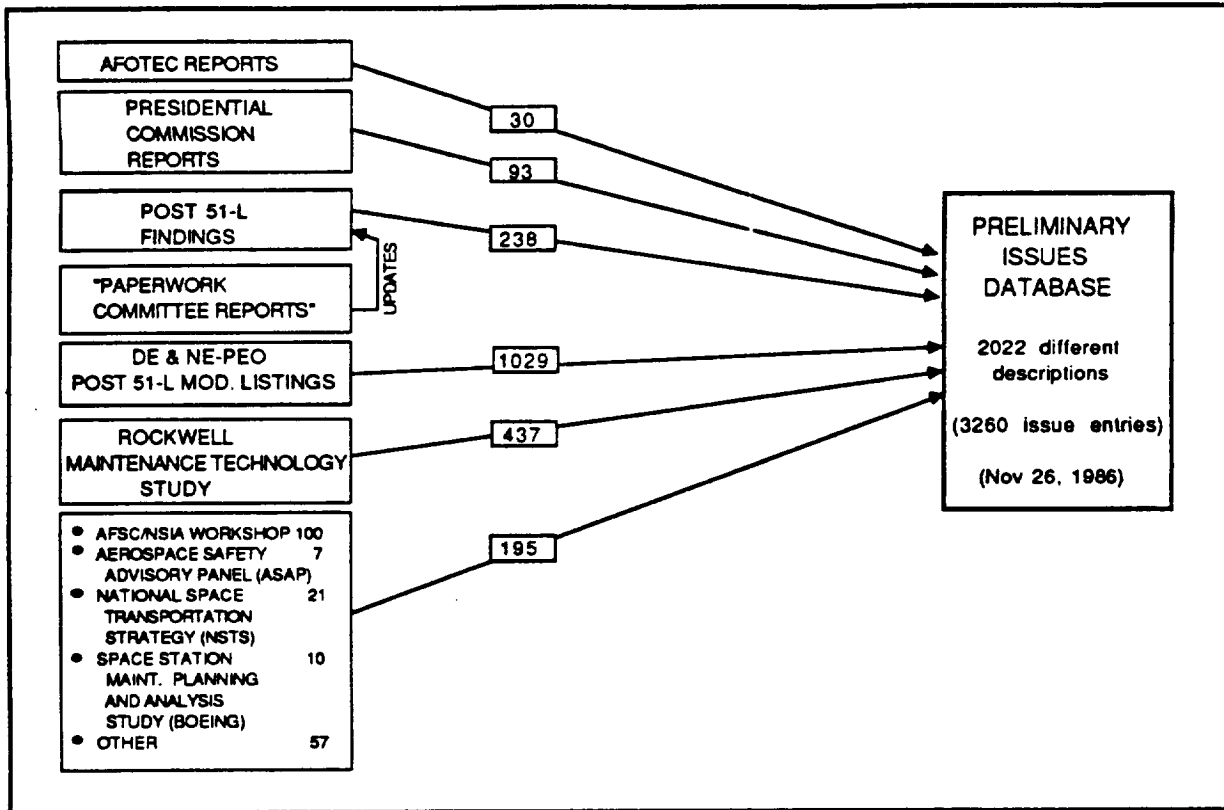 AFOTEC REPORTS
PRESIDENTIAL
COMMISSION
REPORTS
POST 51-L
FINDINGS
"PAPERWORK
COMMITTEE REPORTS"
UPDATES
DE & NE-PEO
POST 51-L MOD. LISTINGS
ROCKWELL
MAINTENANCE TECHNOLOGY
STUDY
• AFSC/NSIA WORKSHOP 100
• AEROSPACE SAFETY 7
ADVISORY PANEL (ASAP)
• NATIONAL SPACE 21
TRANSPORTATION
STRATEGY (NSTS)
• SPACE STATION 10
MAINT. PLANNING
AND ANALYSIS
STUDY (BOEING)
• OTHER 57
30
93
238
1029
437
195
PRELIMINARY
ISSUES
DATABASE
2022 different
descriptions
(3260 issue entries)
(Nov 26, 1986)